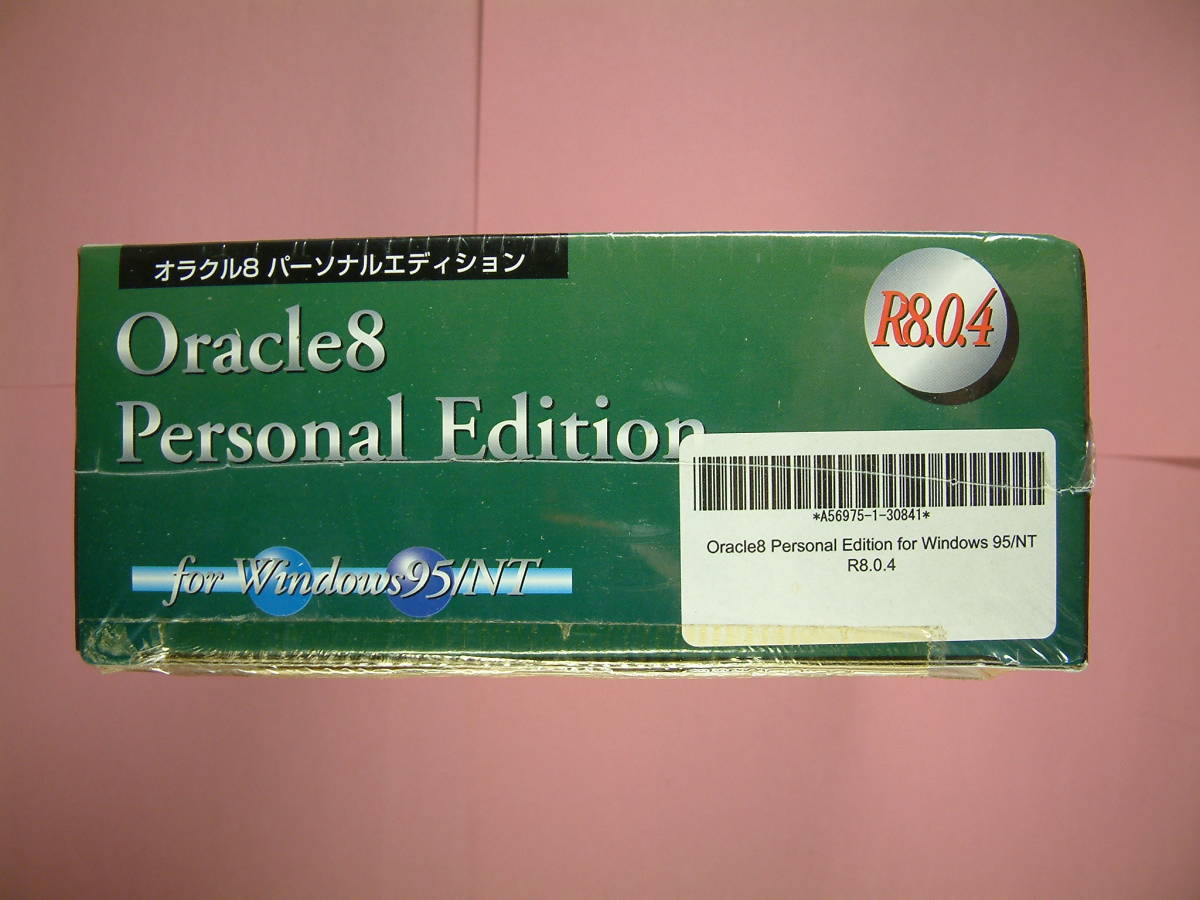 オラクル8 パーソナルエディション
R8.0.4
Oracle8
Personal Edition
for Windows95/NT
*A56975-1-30841*
Oracle8 Personal Edition for Windows 95/NT
R8.0.4